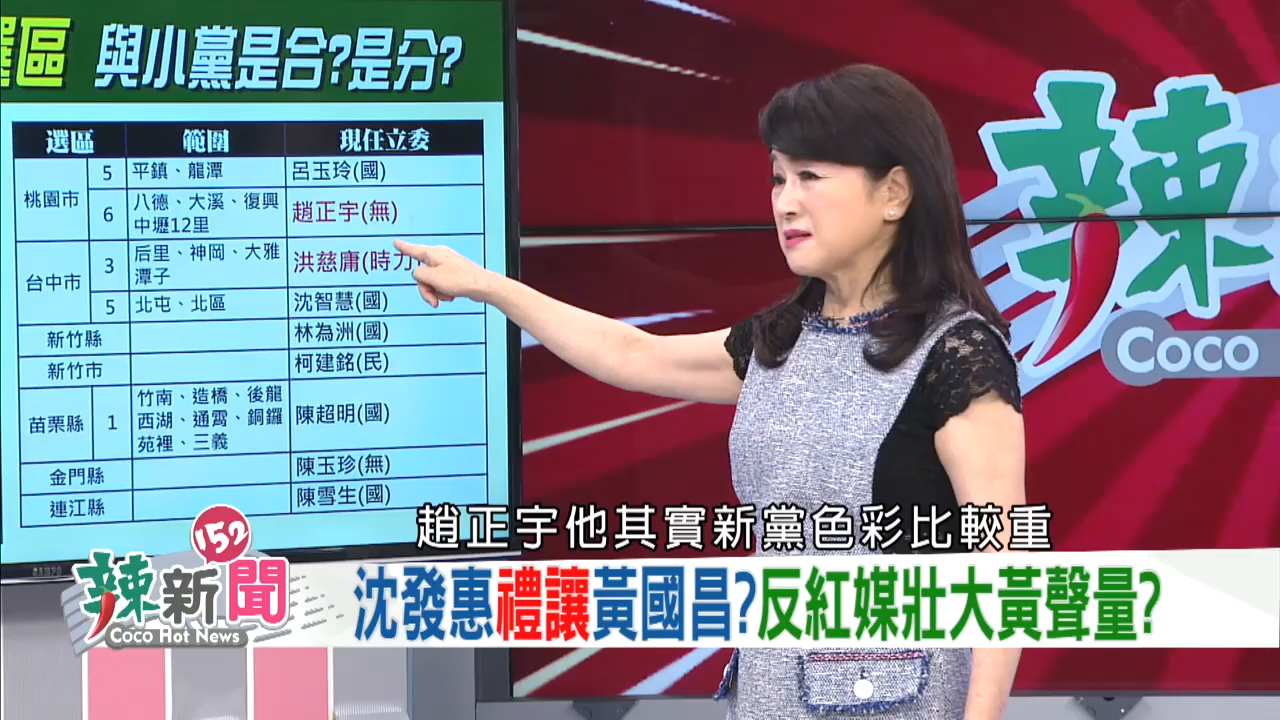 選區 與小黨是合?是分?
選區 範圍 現任立委
桃園市 5 平鎮、龍潭 呂玉玲(國)
6 八德、大溪、復興
中壢12里 趙正宇(無)
台中市 3 后里、神岡、大雅
潭子 洪慈庸(時力
5 北屯、北區 沈智慧(國)
新竹縣 林為洲(國)
新竹市 柯建銘(民)
苗栗縣 1 竹南、造橋、後龍
西湖、通霄、銅鑼
苑裡、三義 陳超明(國)
金門縣 陳玉珍(無)
連江縣 陳雪生(國)
辣
Coco
趙正宇他其實新黨色彩比較重
152
辣新聞
Coco Hot News
沈發惠禮讓黃國昌?反紅媒壯大黃聲量?